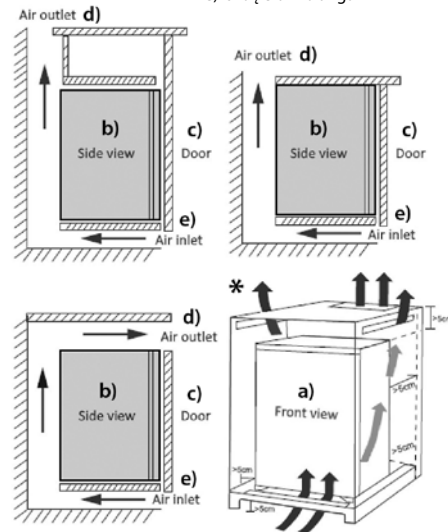 Air outlet d)
b)
Side view
c)
Door
e)
Air inlet
Air outlet d)
b)
Side view
c)
Door
e)
Air inlet
d)
Air outlet
b)
Side view
c)
Door
e)
Air inlet
*
>5cm
a)
Front view
>5cm
>5cm
>5cm
>5cm